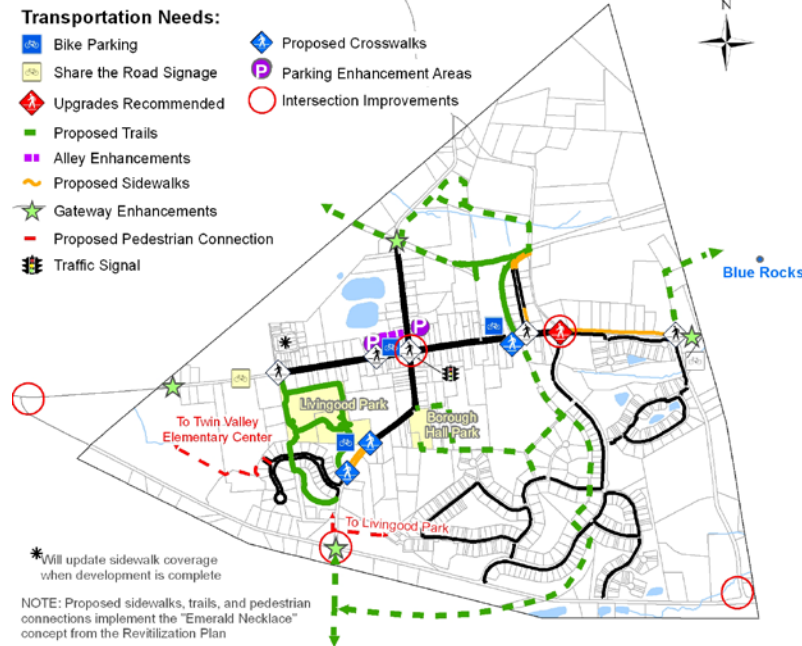 Transportation Needs:
Bike Parking
Share the Road Signage
Upgrades Recommended
Proposed Trails
Alley Enhancements
Proposed Sidewalks
Gateway Enhancements
Proposed Pedestrian Connection
Traffic Signal
Proposed Crosswalks
P Parking Enhancement Areas
Intersection Improvements
N
Blue Rocks
P
P
*
Livingood Park
Borough
Hall Park
To Twin Valley
Elementary Center
To Livingood Park
*Will update sidewalk coverage
when development is complete
NOTE: Proposed sidewalks, trails, and pedestrian
connections implement the "Emerald Necklace"
concept from the Revitilization Plan